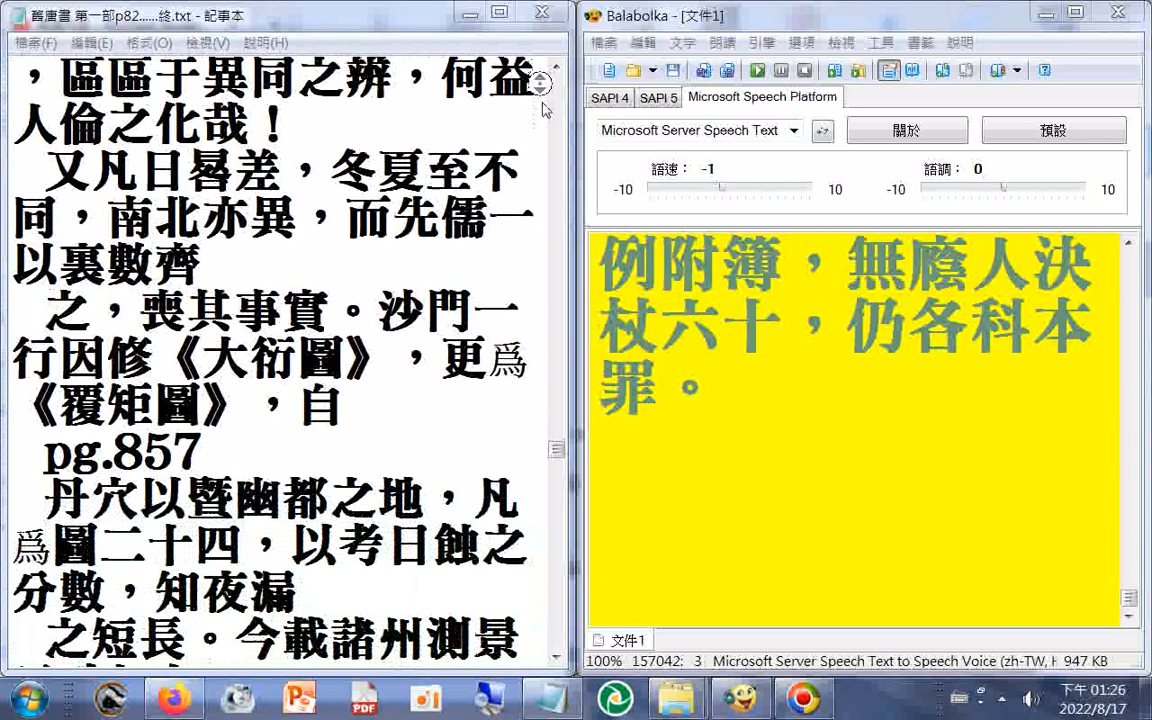 舊唐書 第一部p82......終.txt - 記事本
檔案(F) 編輯(E) 格式(O) 檢視(V) 說明(H)
，區區于異同之辨，何益
人倫之化哉！
又凡日晷差，冬夏至不
同，南北亦異，而先儒一
以裏數齊
之，喪其事實。沙門一
行因修《大衍圖》，更爲
《覆矩圖》，自
pg.857
丹穴以暨幽都之地，凡
爲圖二十四，以考日蝕之
分數，知夜漏
之短長。今載諸州測景
Balabolka - [文件1]
檔案 編輯 文字 朗讀 引擎 選項 檢視 工具 書籤 說明
SAPI 4 SAPI 5 Microsoft Speech Platform
Microsoft Server Speech Text 關於 預設
語速： -1 語調： 0
-10 10 -10 10
例附簿，無廕人決
杖六十，仍各科本
罪。
文件1
100% 157042: 3 Microsoft Server Speech Text to Speech Voice (zh-TW, H 947 KB
下午 01:26
2022/8/17